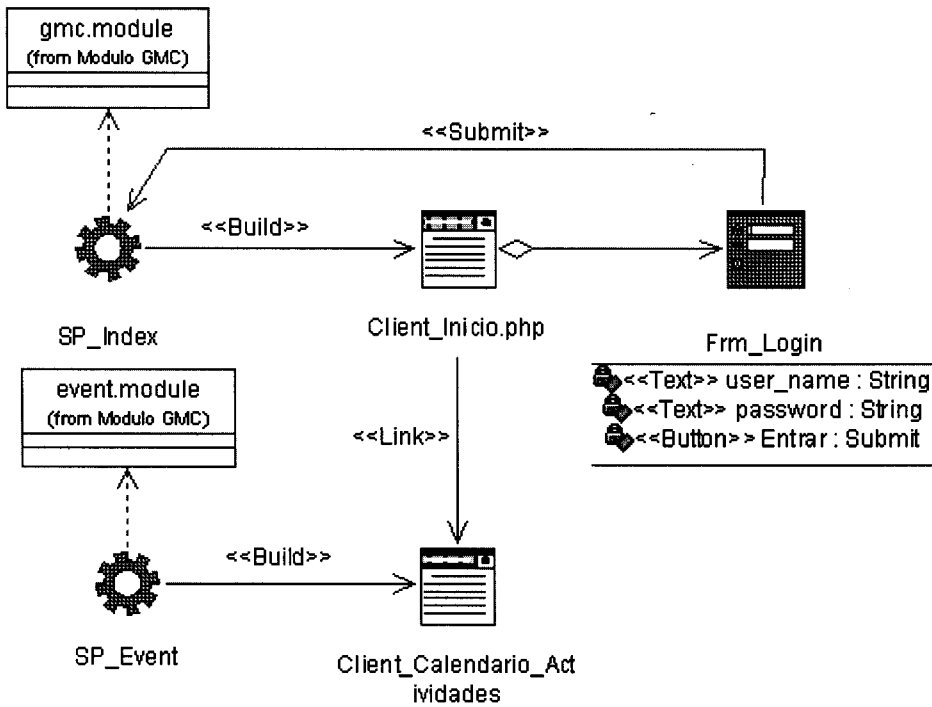 gmc.module
(from Modulo GMC)
<<Submit>>
<<Build>>
SP_Index
Client_Inicio.php
Frm_Login
<<Text>> user_name : String
<<Text>> password : String
<<Button>> Entrar : Submit
event.module
(from Modulo GMC)
<<Link>>
<<Build>>
SP_Event
Client_Calendario_Act
ividades